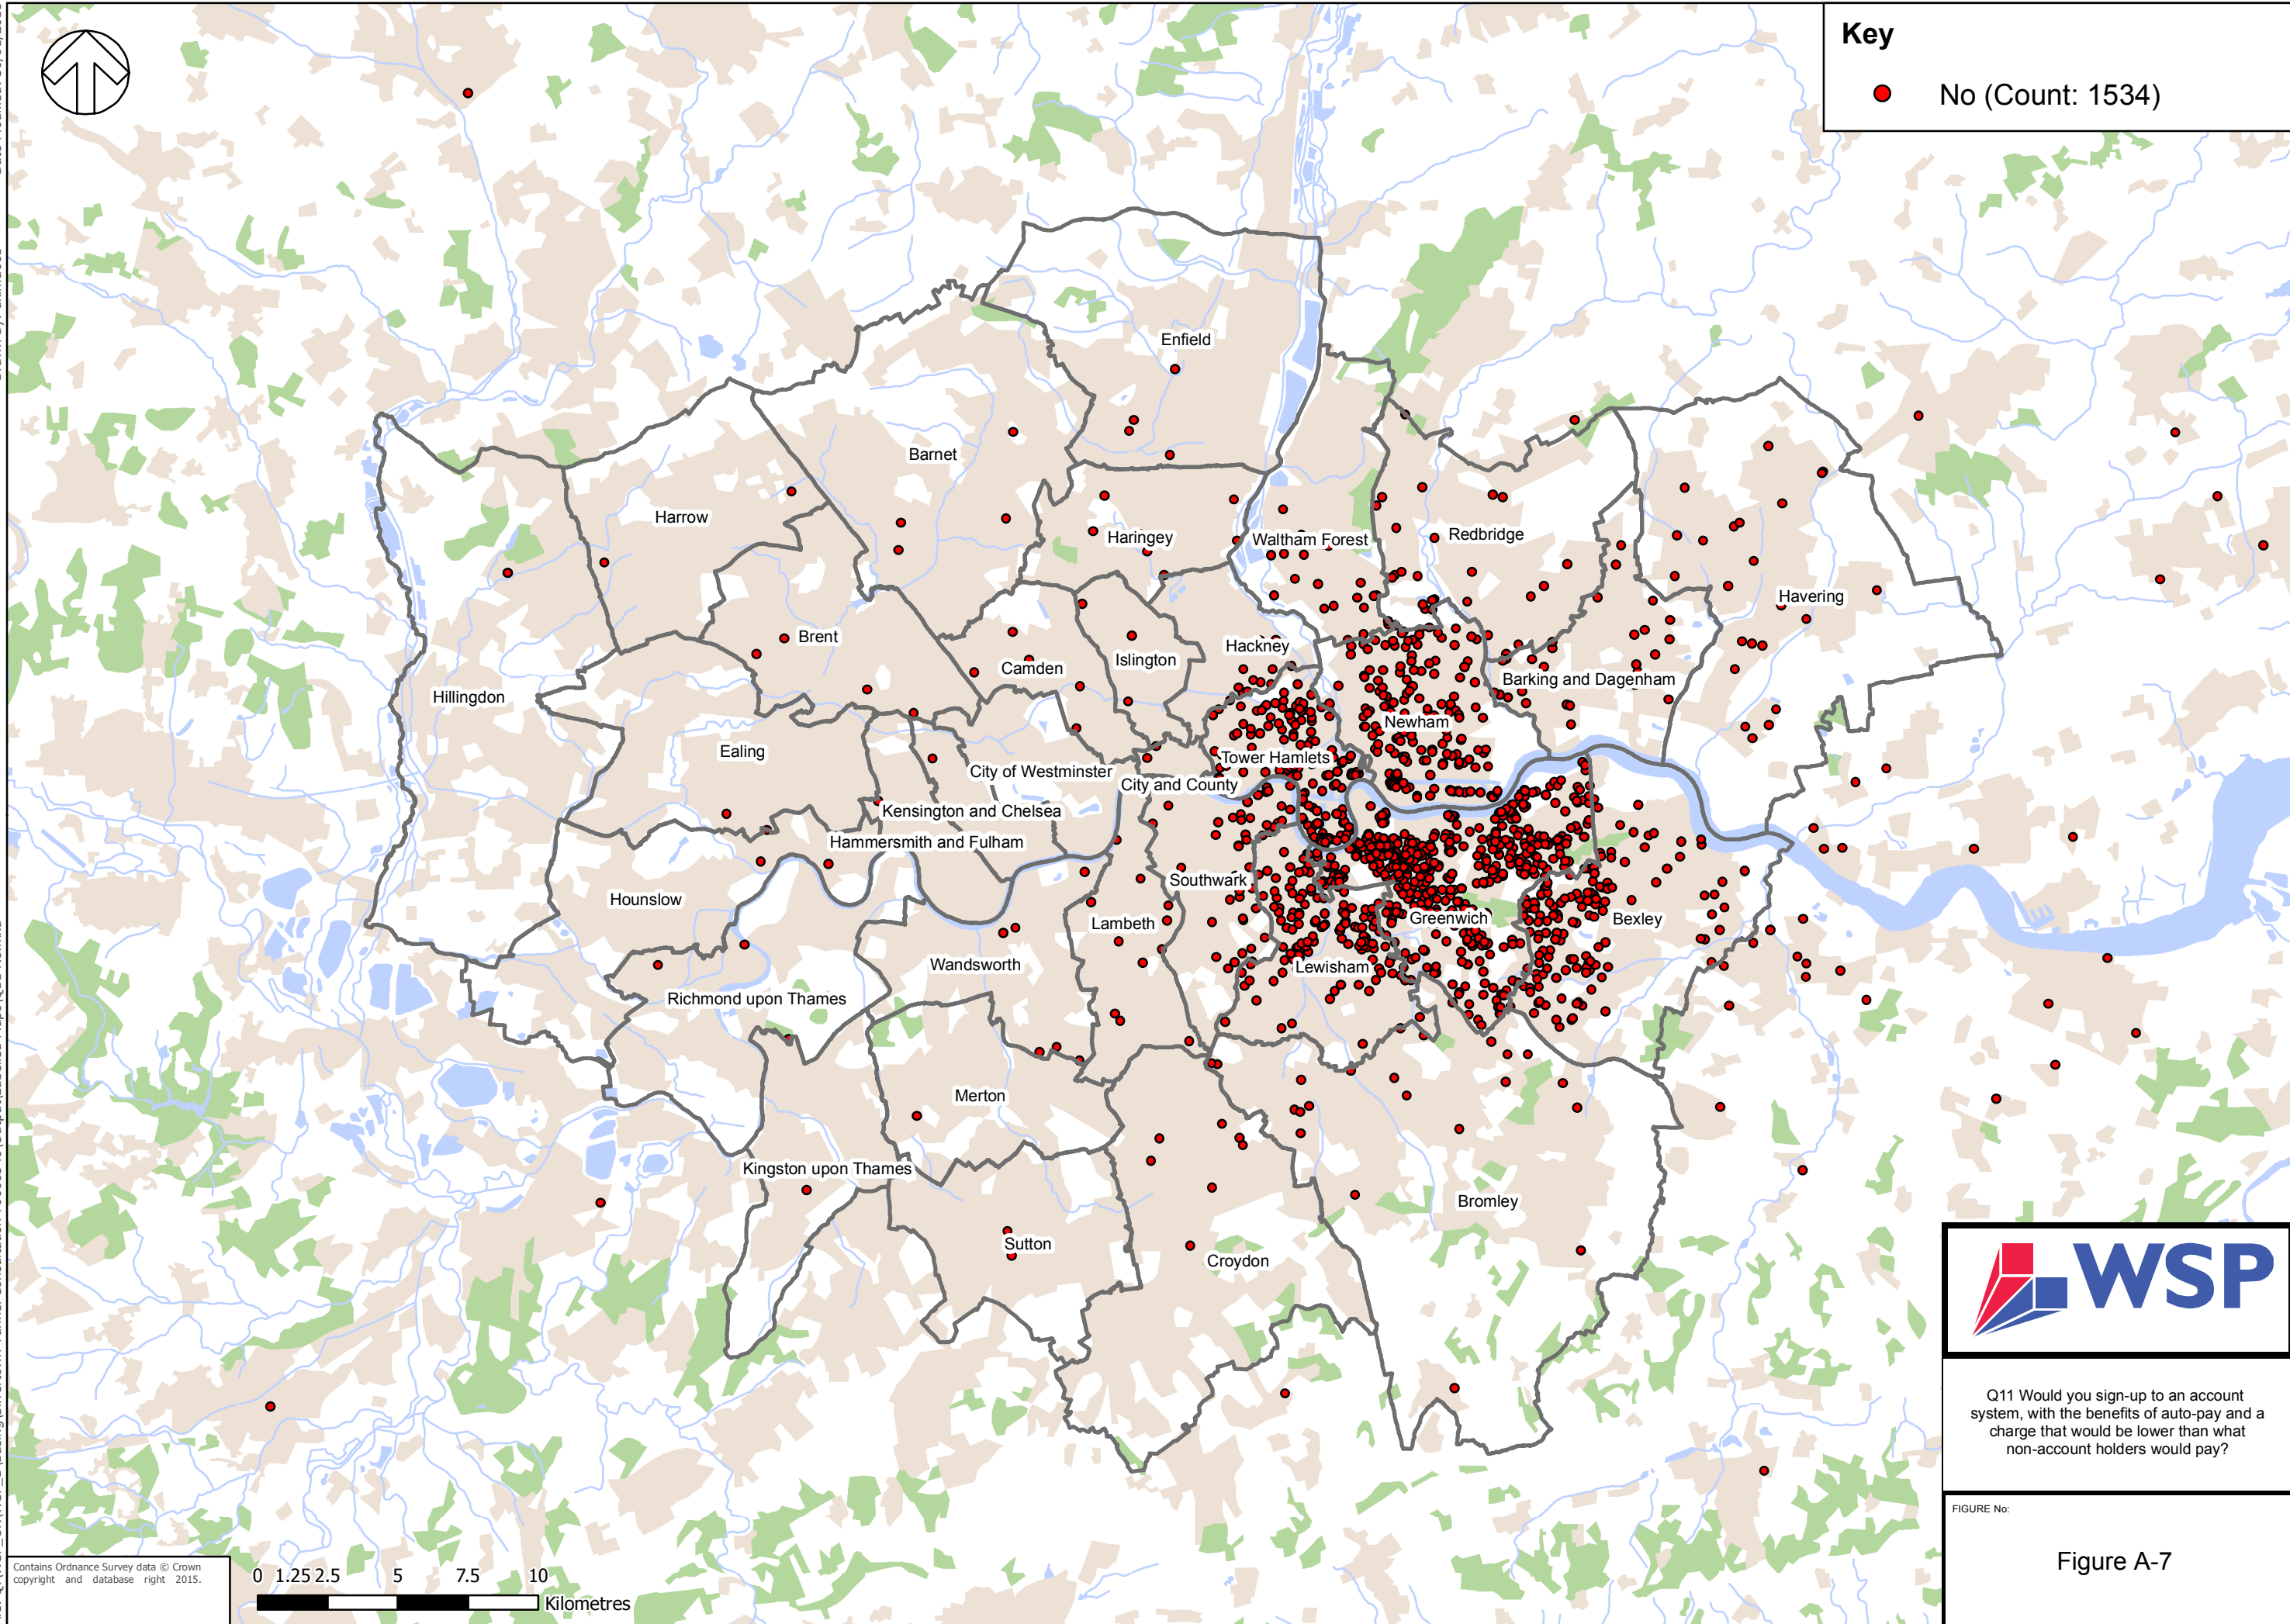 Key
No (Count: 1534)
Enfield
Barnet
Harrow
Haringey
Waltham Forest
Redbridge
Havering
Brent
Hackney
Camden
Islington
Barking and Dagenham
Hillingdon
Newham
Ealing
Tower Hamlets
City of Westminster
City and County
Kensington and Chelsea
Hammersmith and Fulham
Southwark
Hounslow
Lambeth
Greenwich
Bexley
Wandsworth
Lewisham
Richmond upon Thames
Merton
Kingston upon Thames
Bromley
Sutton
Croydon
WSP
Q11 Would you sign-up to an account
system, with the benefits of auto-pay and a
charge that would be lower than what
non-account holders would pay?
FIGURE No:
Figure A-7
Contains Ordnance Survey data © Crown
copyright and database right 2015.
0 1.25 2.5 5 7.5 10
Kilometres